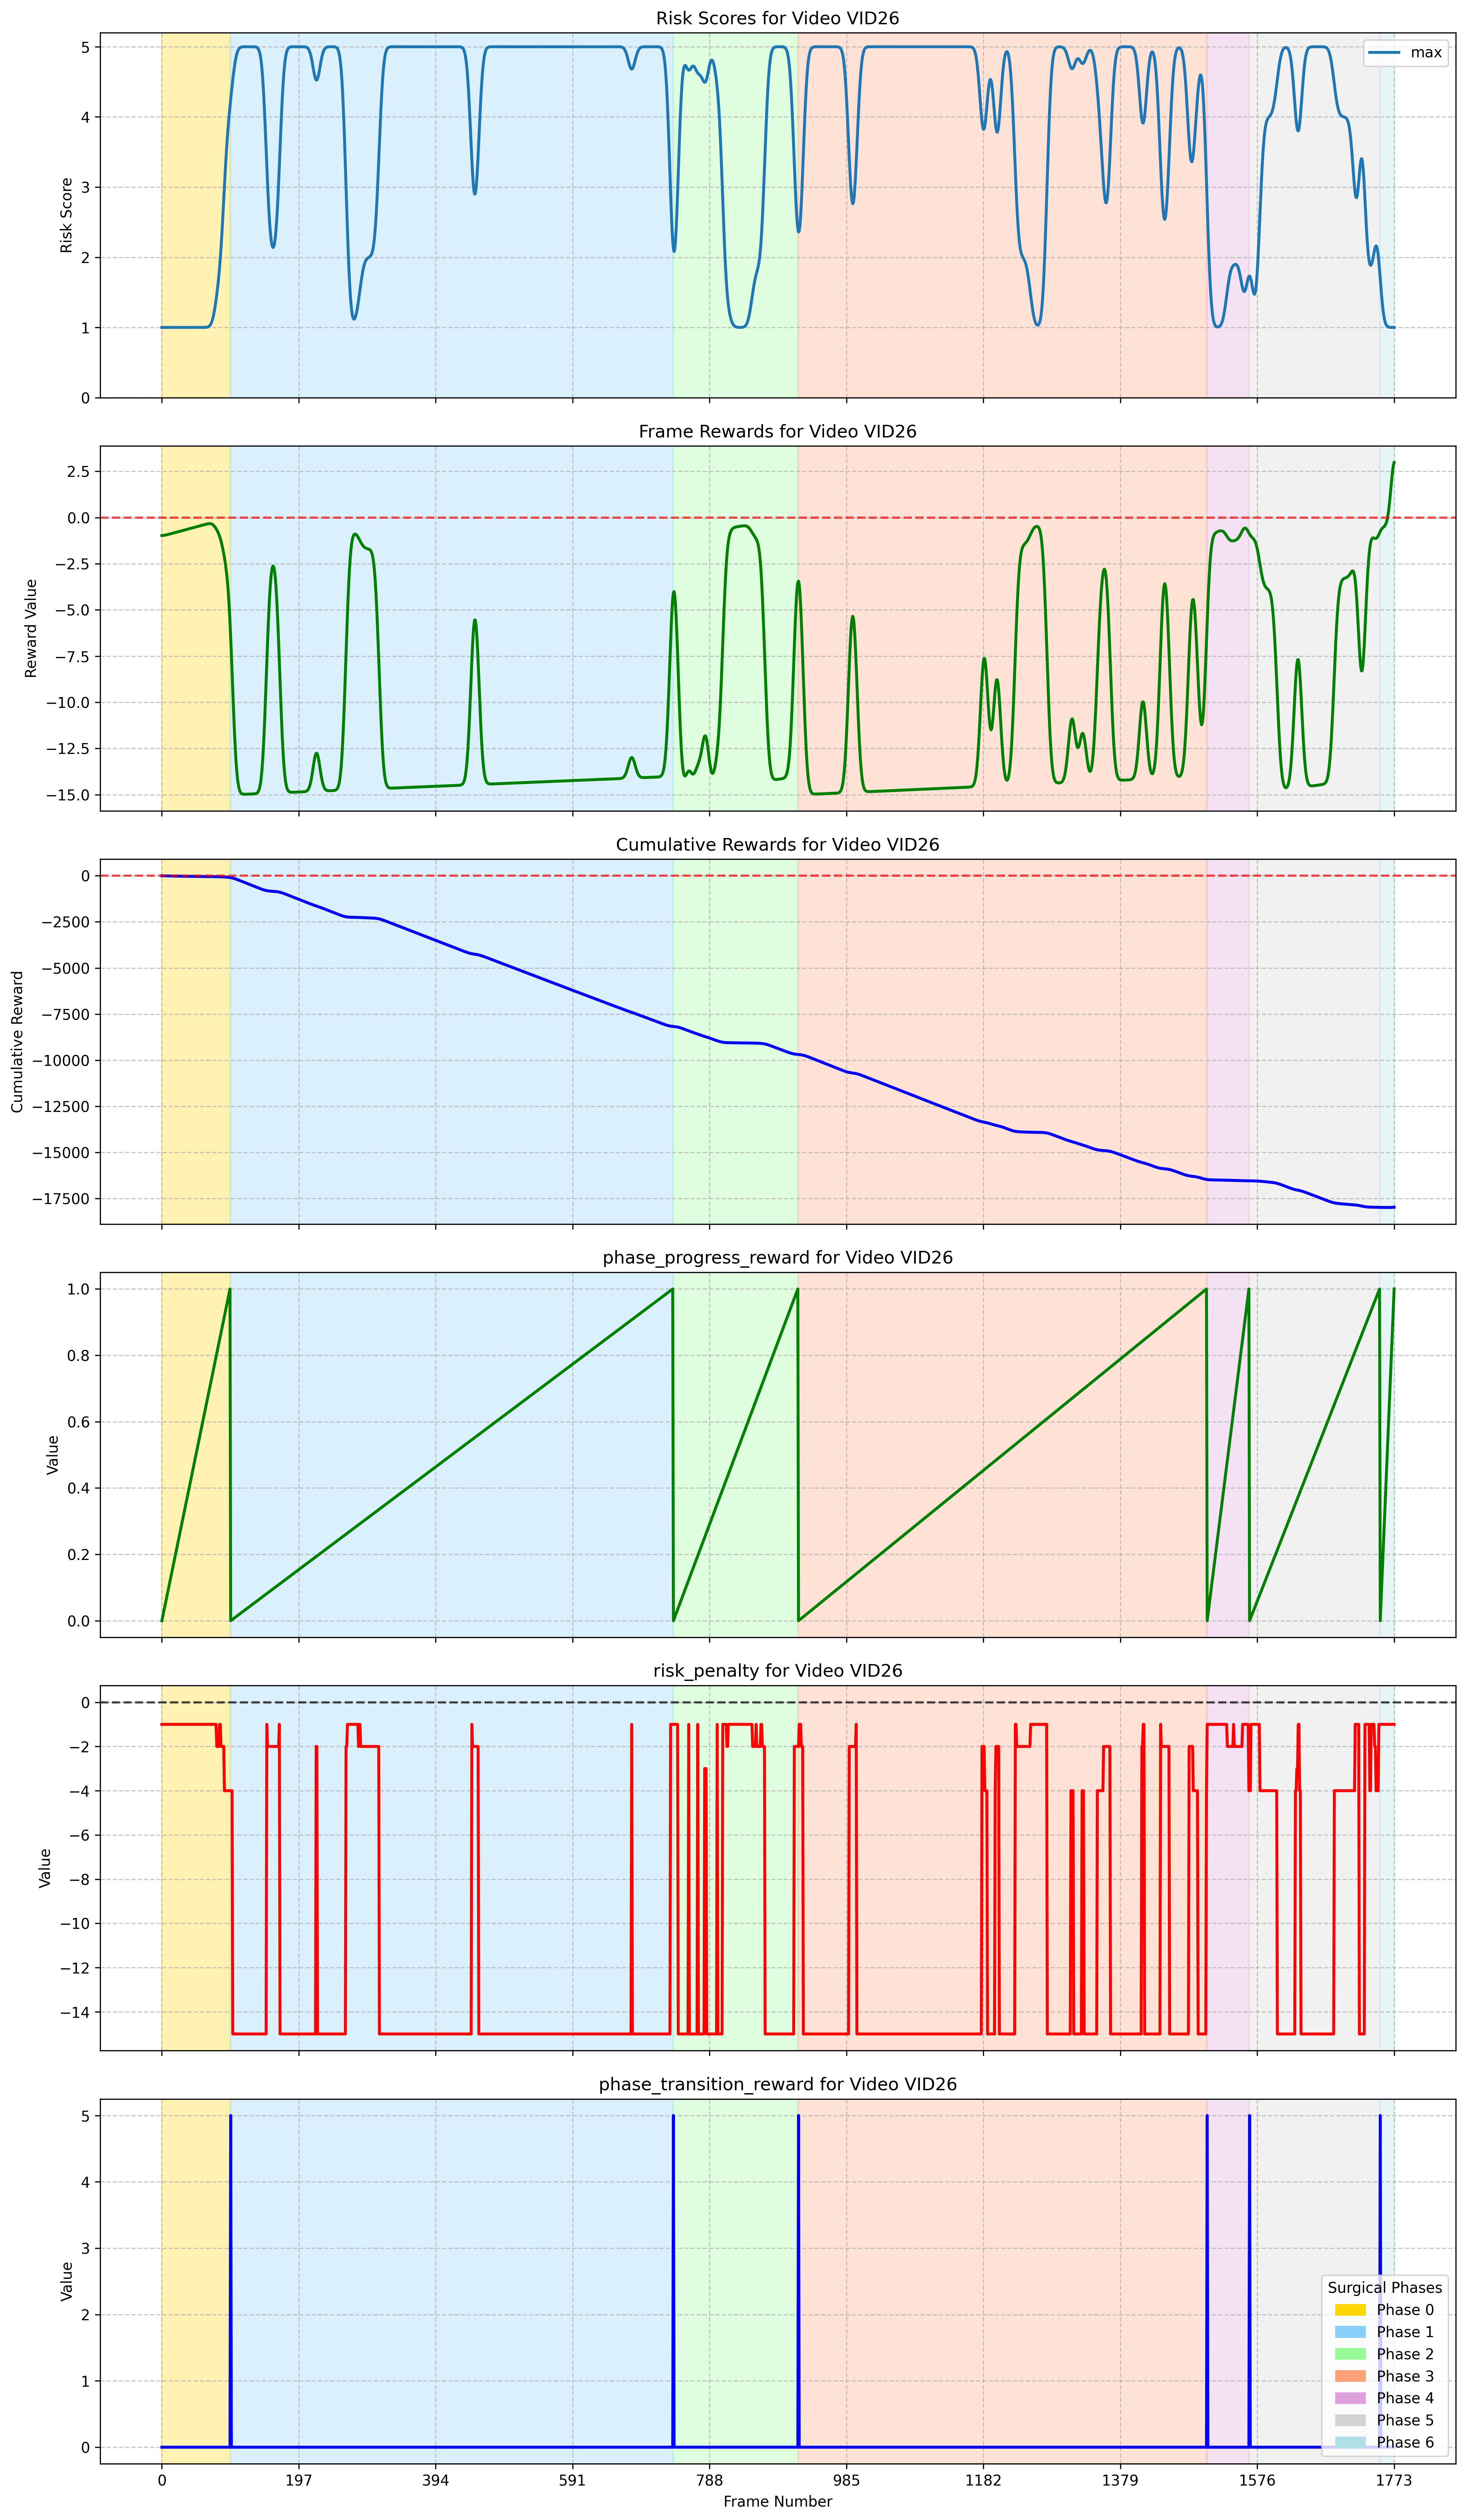 Risk Scores for Video VID26
max
Risk Score
5
4
3
2
1
0
Frame Rewards for Video VID26
Reward Value
2.5
0.0
−2.5
−5.0
−7.5
−10.0
−12.5
−15.0
Cumulative Rewards for Video VID26
Cumulative Reward
0
−2500
−5000
−7500
−10000
−12500
−15000
−17500
phase_progress_reward for Video VID26
Value
1.0
0.8
0.6
0.4
0.2
0.0
risk_penalty for Video VID26
Value
0
−2
−4
−6
−8
−10
−12
−14
phase_transition_reward for Video VID26
Value
5
4
3
2
1
0
Surgical Phases
Phase 0
Phase 1
Phase 2
Phase 3
Phase 4
Phase 5
Phase 6
0 197 394 591 788 985 1182 1379 1576 1773
Frame Number